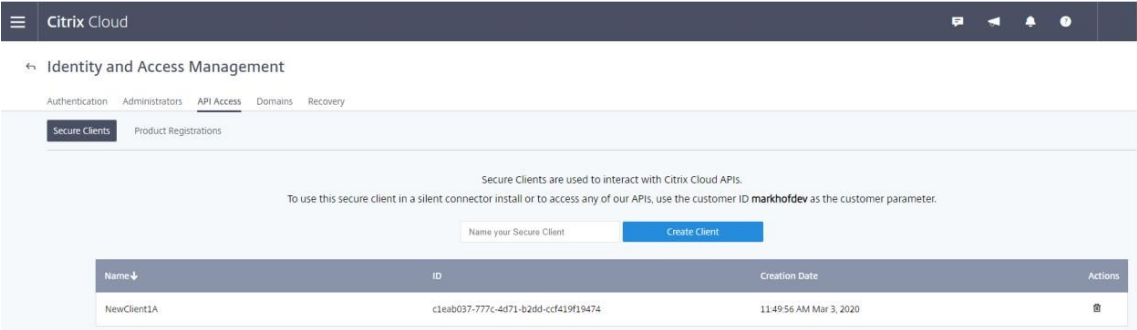 Citrix Cloud
Identity and Access Management
Authentication Administrators API Access Domains Recovery
Secure Clients Product Registrations
Secure Clients are used to interact with Citrix Cloud APIs.
To use this secure client in a silent connector install or to access any of our APIs, use the customer ID markhofdev as the customer parameter.
Name your Secure Client Create Client
Name ID Creation Date Actions
NewClient1A c1eab037-777c-4d71-b2dd-ccf419f19474 11:49:56 AM Mar 3, 2020